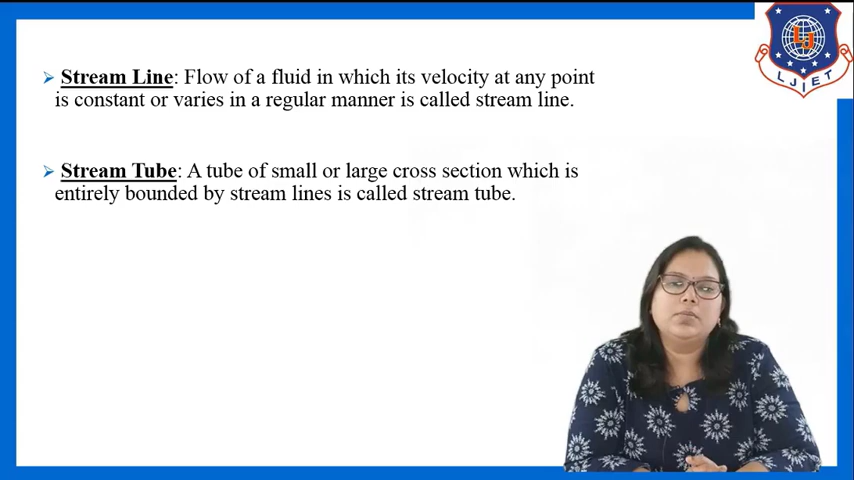 ➢ Stream Line: Flow of a fluid in which its velocity at any point
is constant or varies in a regular manner is called stream line.
➢ Stream Tube: A tube of small or large cross section which is
entirely bounded by stream lines is called stream tube.
LJ
LJIET